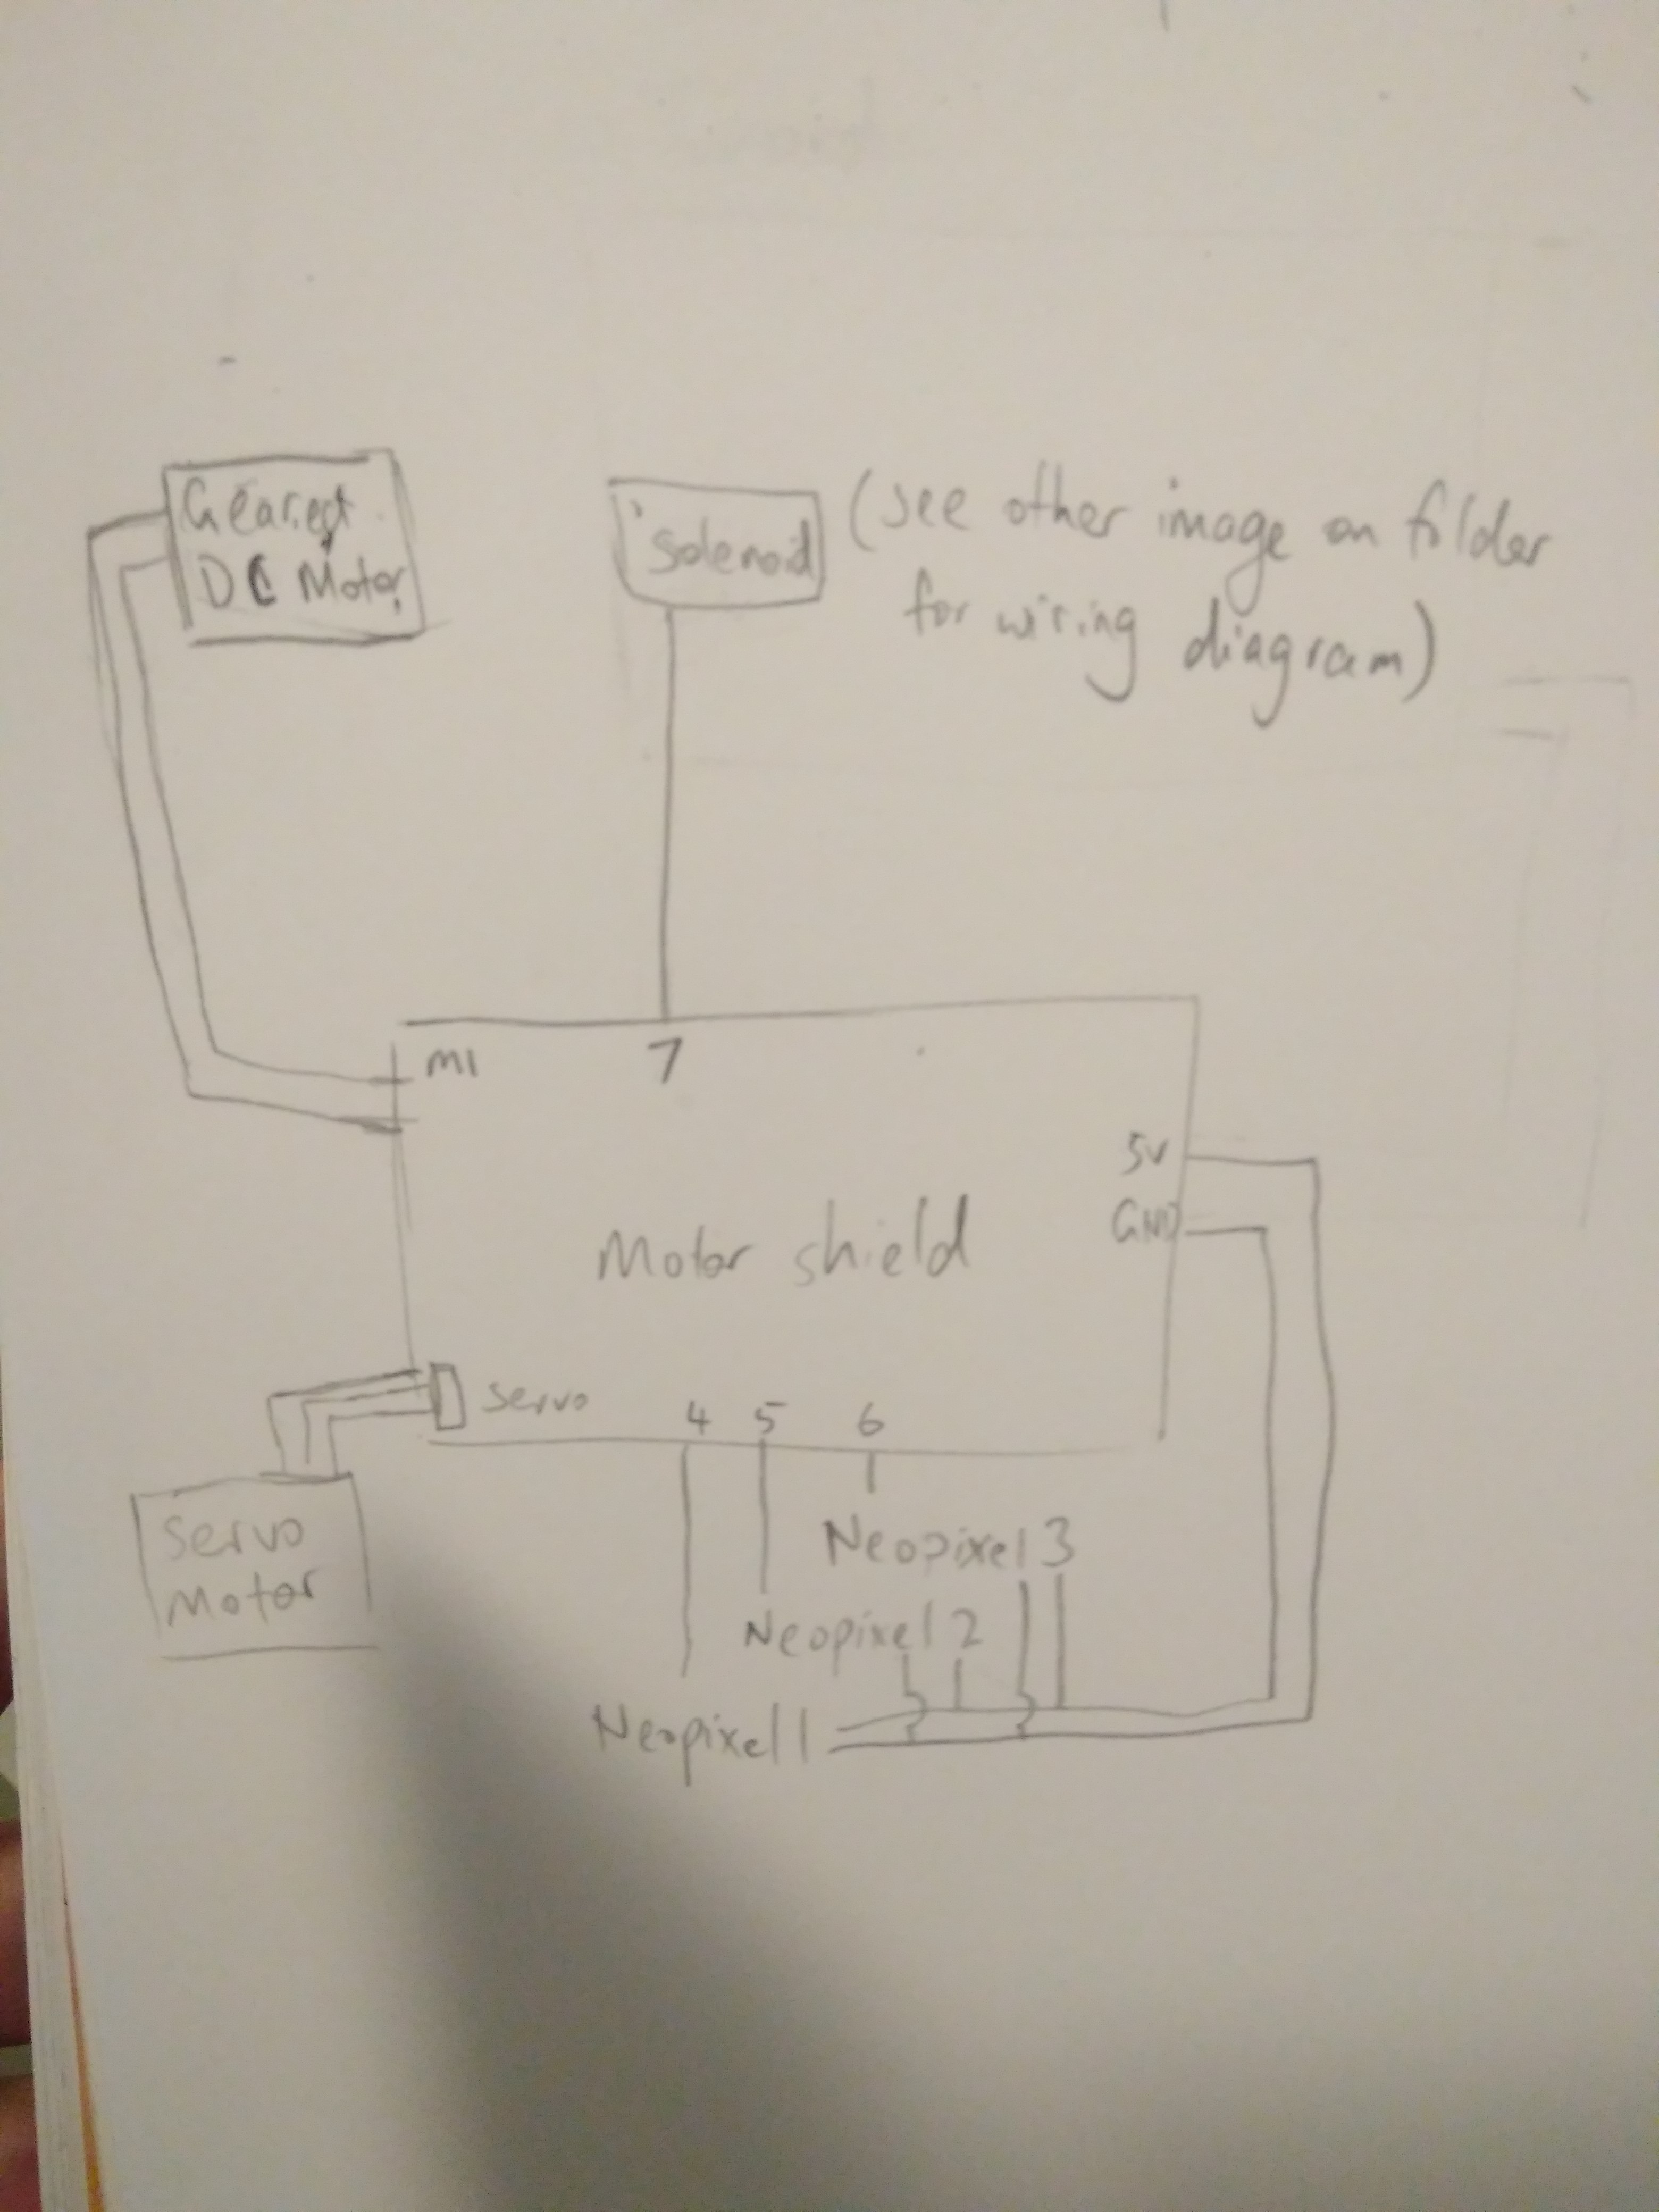 Geared
DC Motor
Solenoid
(see other image on folder
for wiring
diagram)
M1
7
5V
GND
Motor shield
servo
4
5
6
Servo
Motor
Neopixel 3
Neopixel 2
Neopixel 1